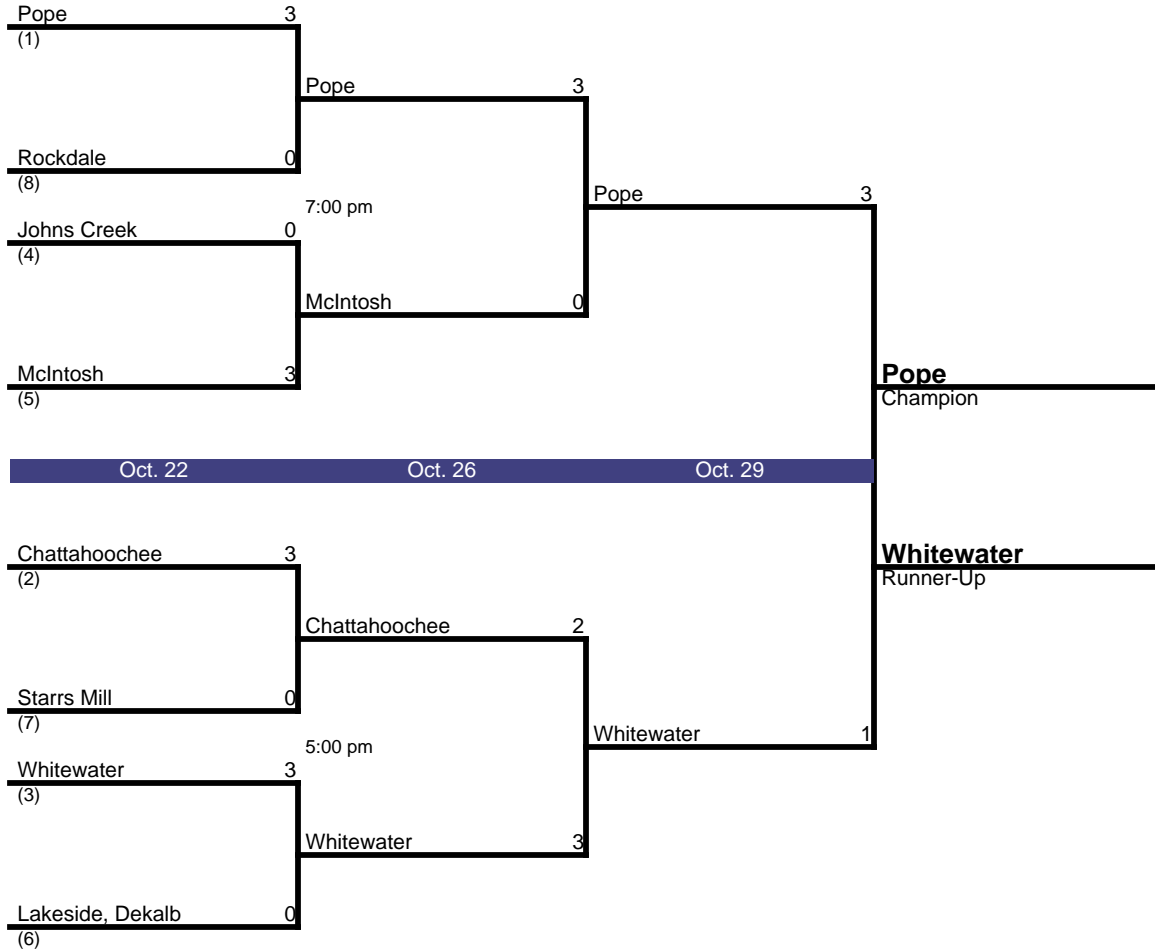 Pope 3
(1)
Pope 3
Rockdale 0
(8)
Pope 3
7:00 pm
Johns Creek 0
(4)
McIntosh 0
McIntosh 3
(5)
Pope
Champion
Oct. 22 Oct. 26 Oct. 29
Chattahoochee 3
(2)
Whitewater
Runner-Up
Chattahoochee 2
Starrs Mill 0
(7)
Whitewater 1
5:00 pm
Whitewater 3
(3)
Whitewater 3
Lakeside, Dekalb 0
(6)